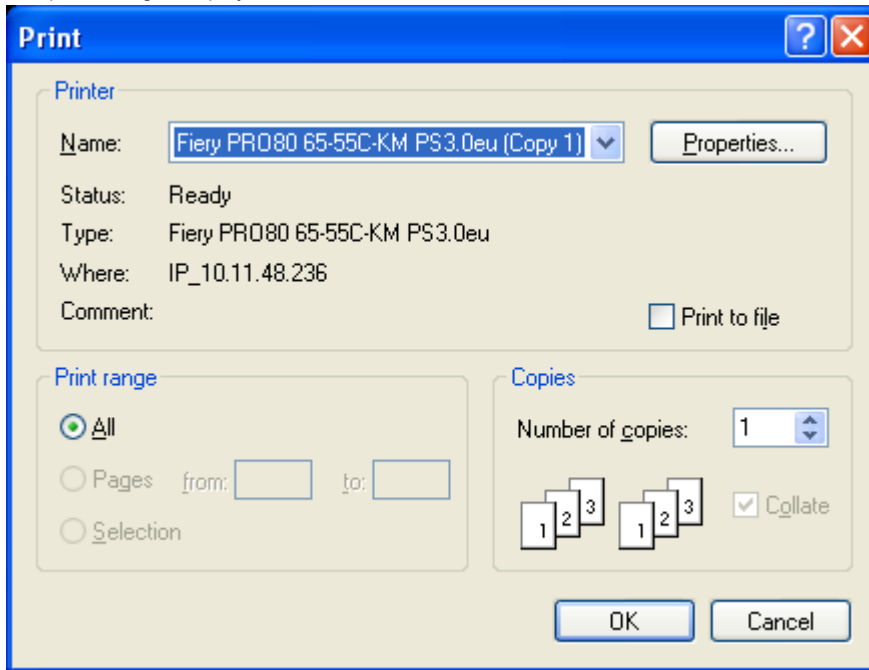 Print
Printer
Name: Fiery PRO80 65-55C-KM PS3.0eu (Copy 1) Properties...
Status: Ready
Type: Fiery PRO80 65-55C-KM PS3.0eu
Where: IP_10.11.48.236
Comment: Print to file
Print range
All
Pages from: to:
Selection
Copies
Number of copies: 1
1 2 3 1 2 3 Collate
OK Cancel